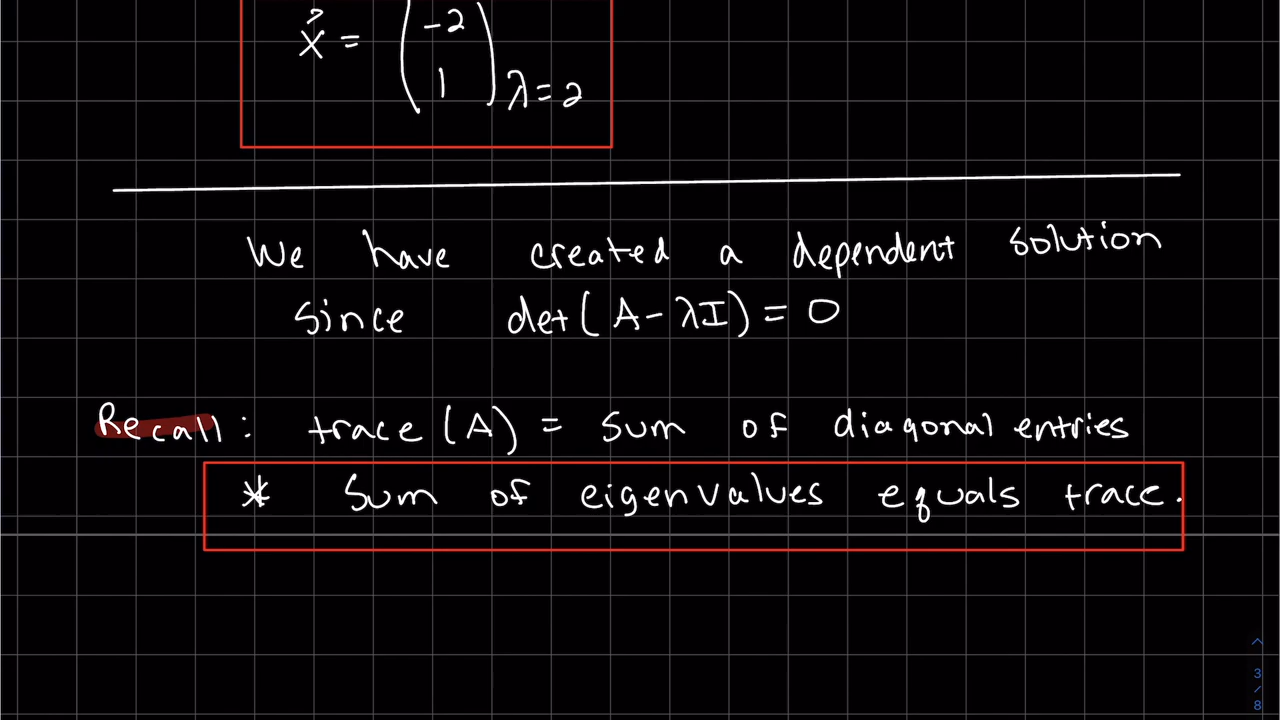 x⃗ = (-2
1) λ=2
We have created a dependent solution
since det(A-λI)=0
Recall: trace(A) = sum of diagonal entries
* Sum of eigenvalues equals trace.
3
/
8